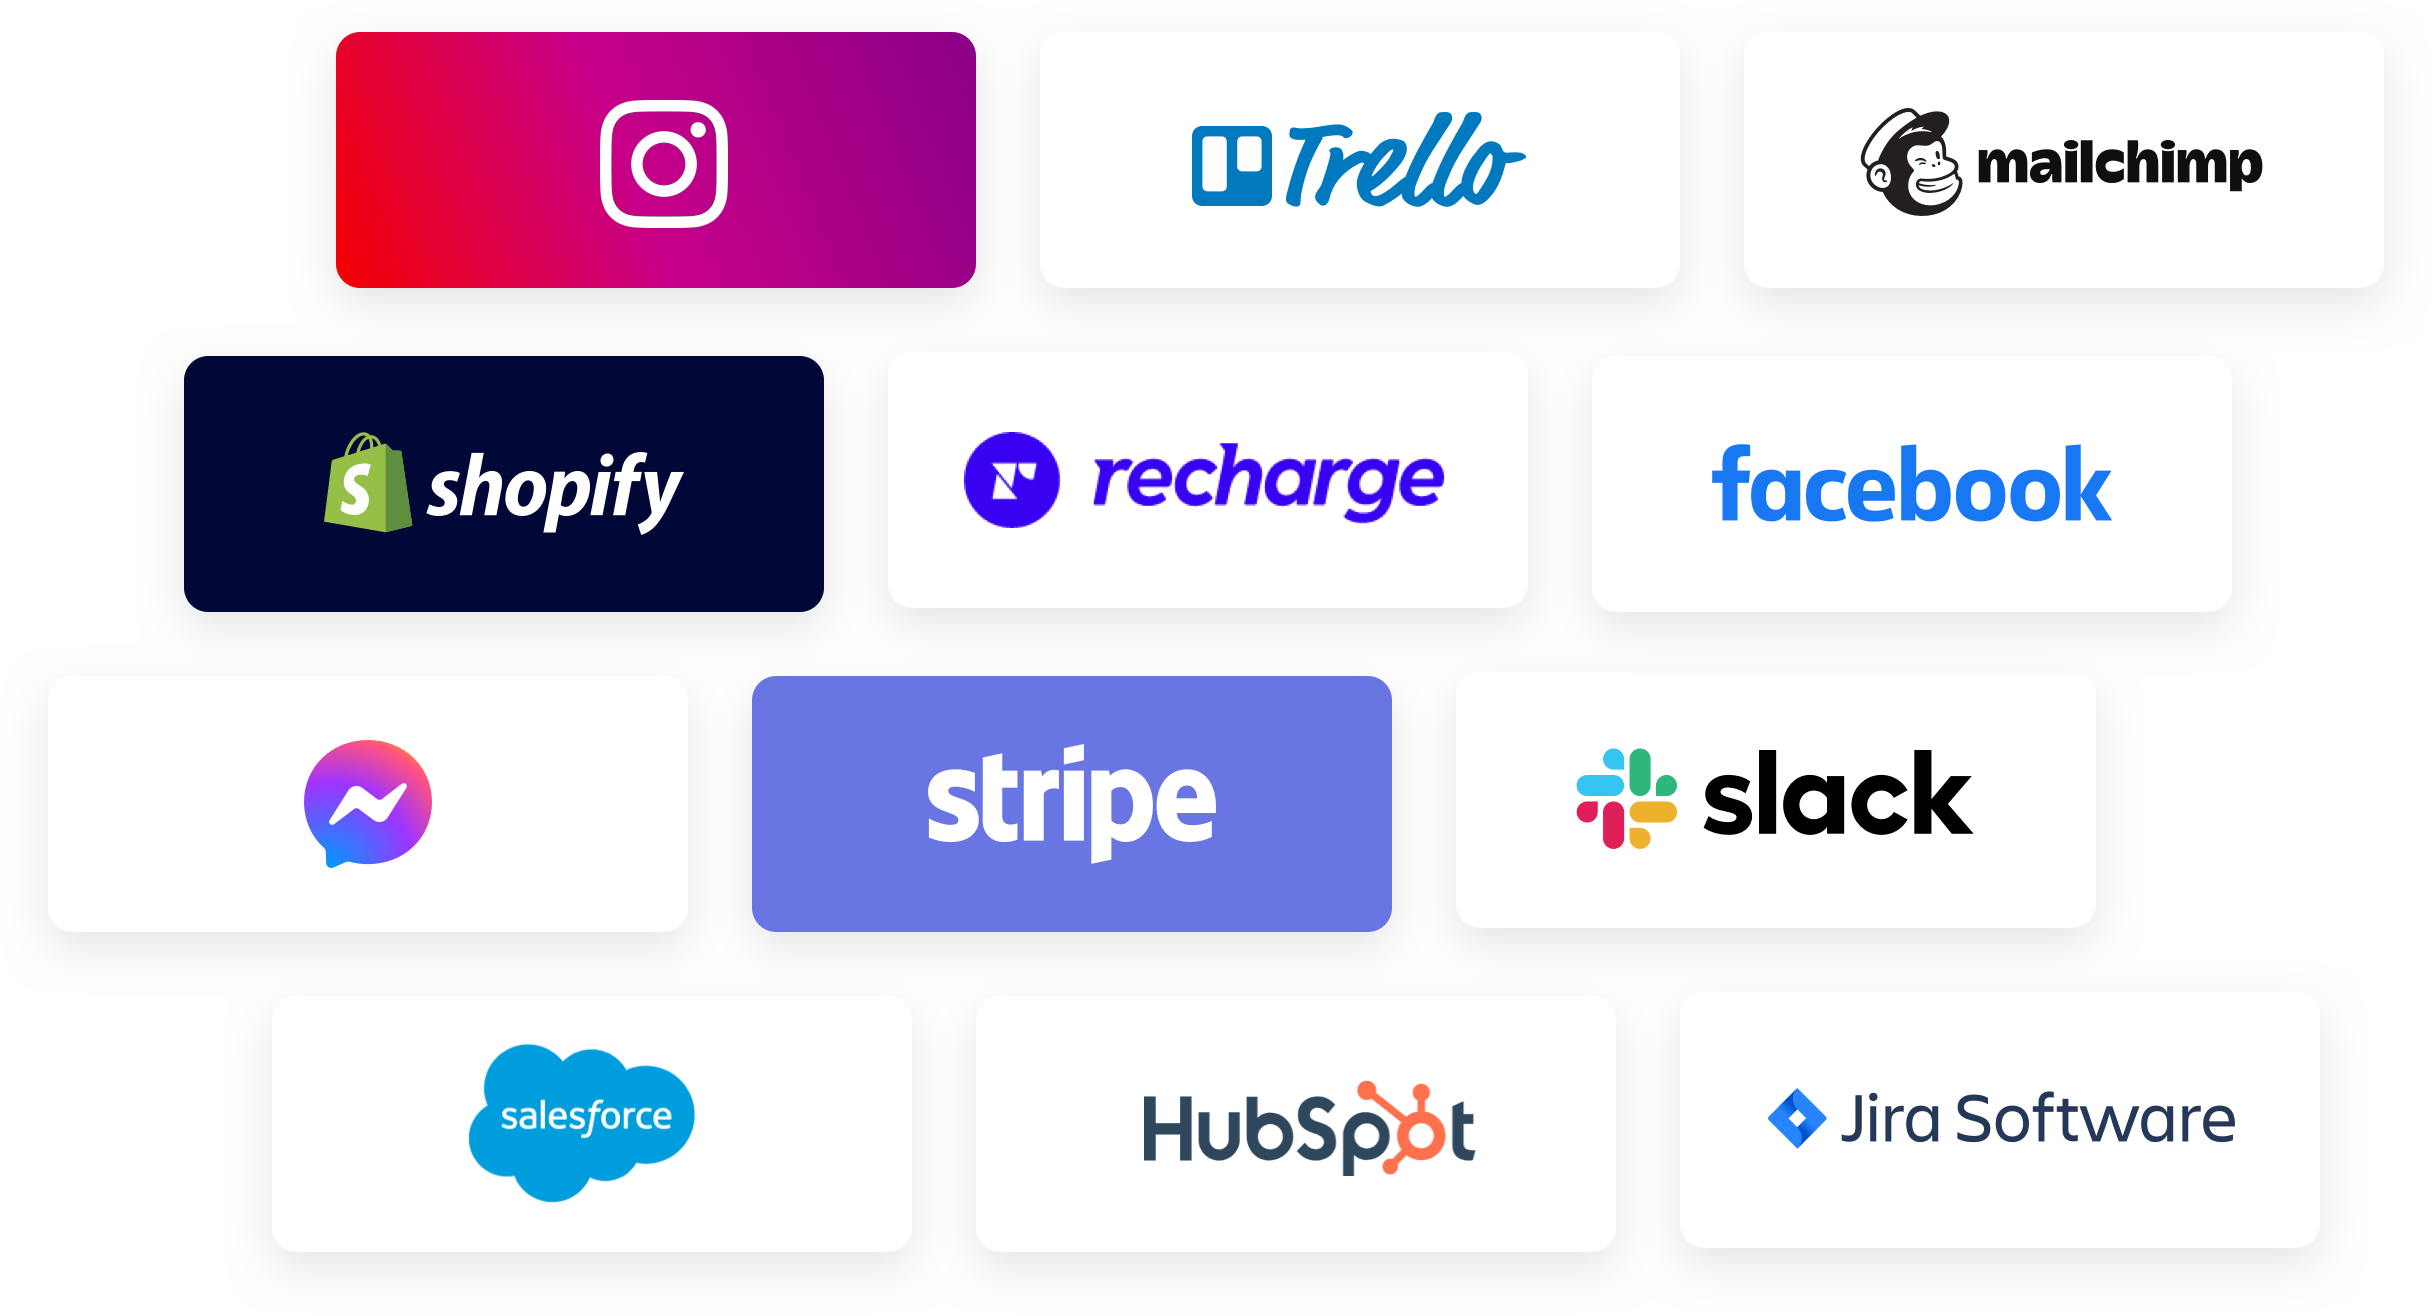 Trello
mailchimp
shopify
recharge
facebook
stripe
slack
salesforce
HubSpot
Jira Software